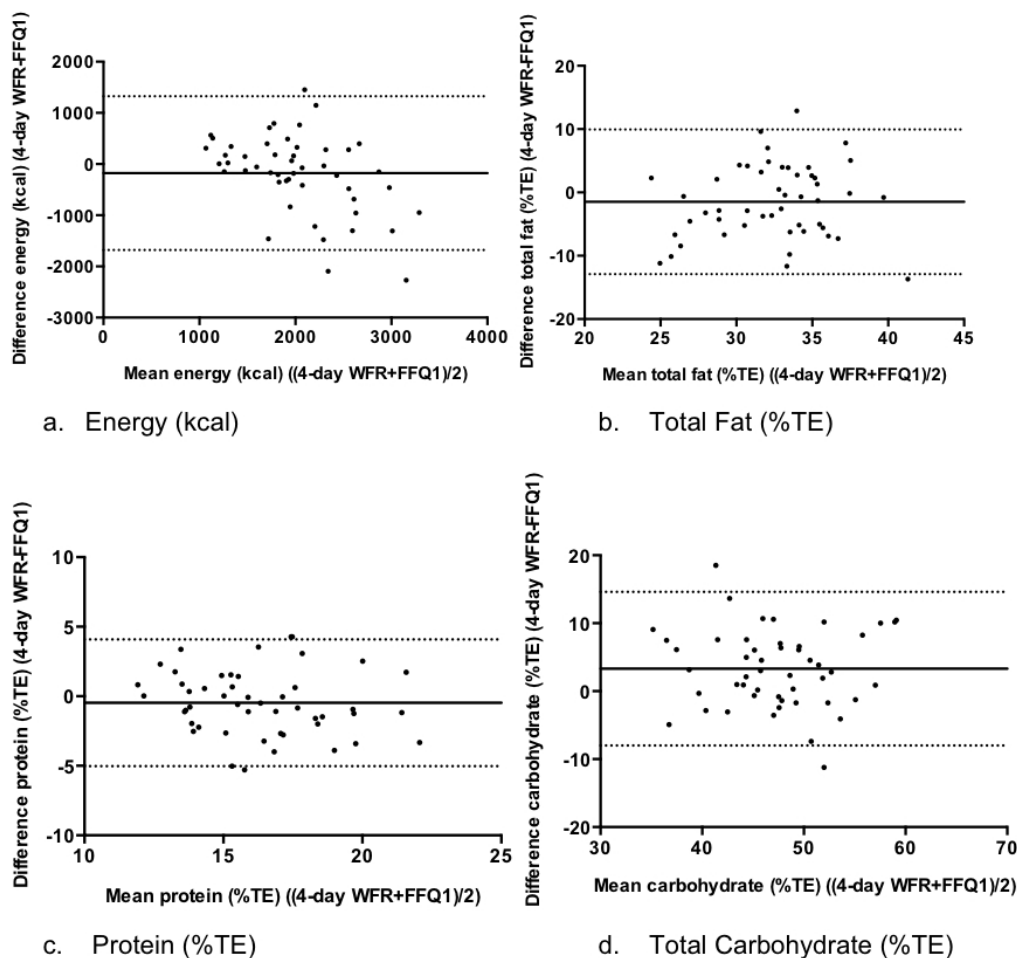 Difference energy (kcal) (4-day WFR-FFQ1)
2000
1000
0
-1000
-2000
-3000
0 1000 2000 3000 4000
Mean energy (kcal) ((4-day WFR+FFQ1)/2)
a. Energy (kcal)
Difference total fat (%TE) (4-day WFR-FFQ1)
20
10
0
-10
-20
20 25 30 35 40 45
Mean total fat (%TE) ((4-day WFR+FFQ1)/2)
b. Total Fat (%TE)
Difference protein (%TE) (4-day WFR-FFQ1)
10
5
0
-5
-10
10 15 20 25
Mean protein (%TE) ((4-day WFR+FFQ1)/2)
c. Protein (%TE)
Difference carbohydrate (%TE) (4-day WFR-FFQ1)
20
10
0
-10
-20
30 40 50 60 70
Mean carbohydrate (%TE) ((4-day WFR+FFQ1)/2)
d. Total Carbohydrate (%TE)